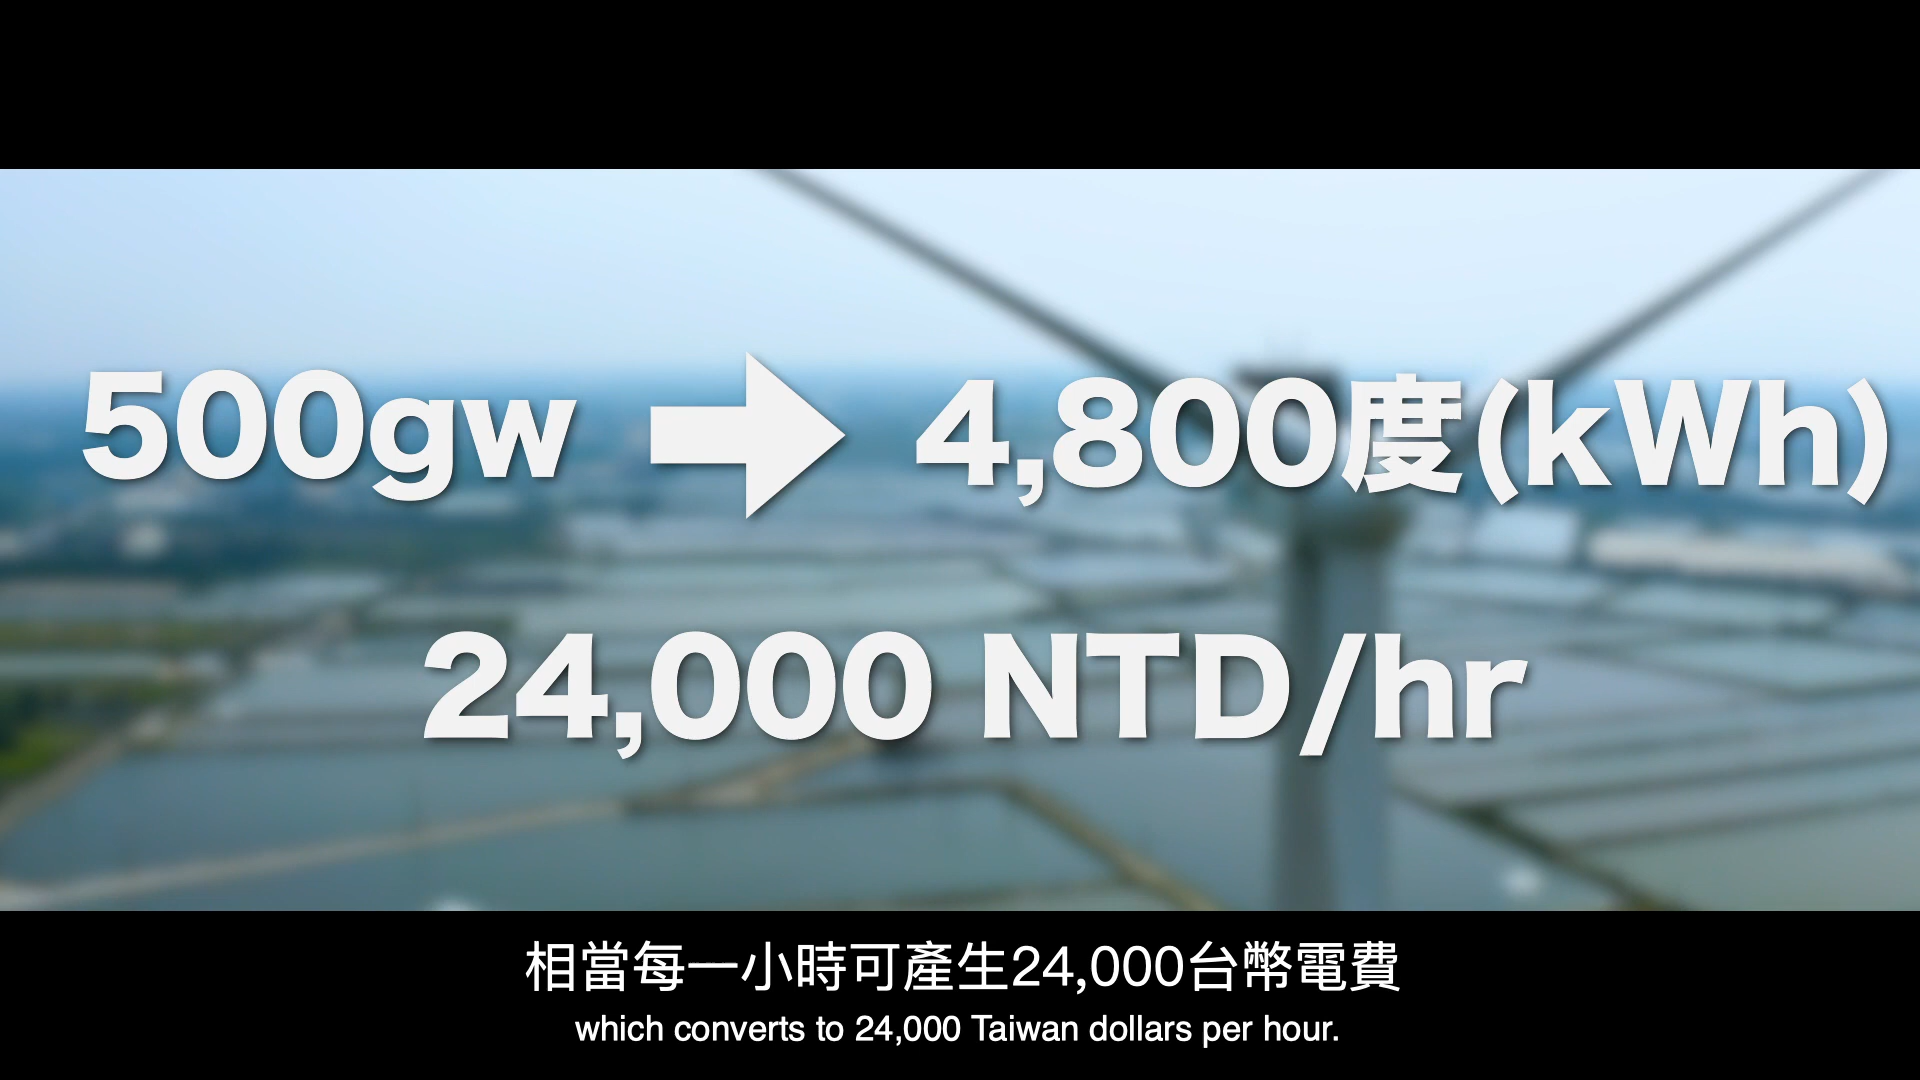 500gw ➡ 4,800度(kWh)
24,000 NTD/hr
相當每一小時可產生24,000台幣電費
which converts to 24,000 Taiwan dollars per hour.